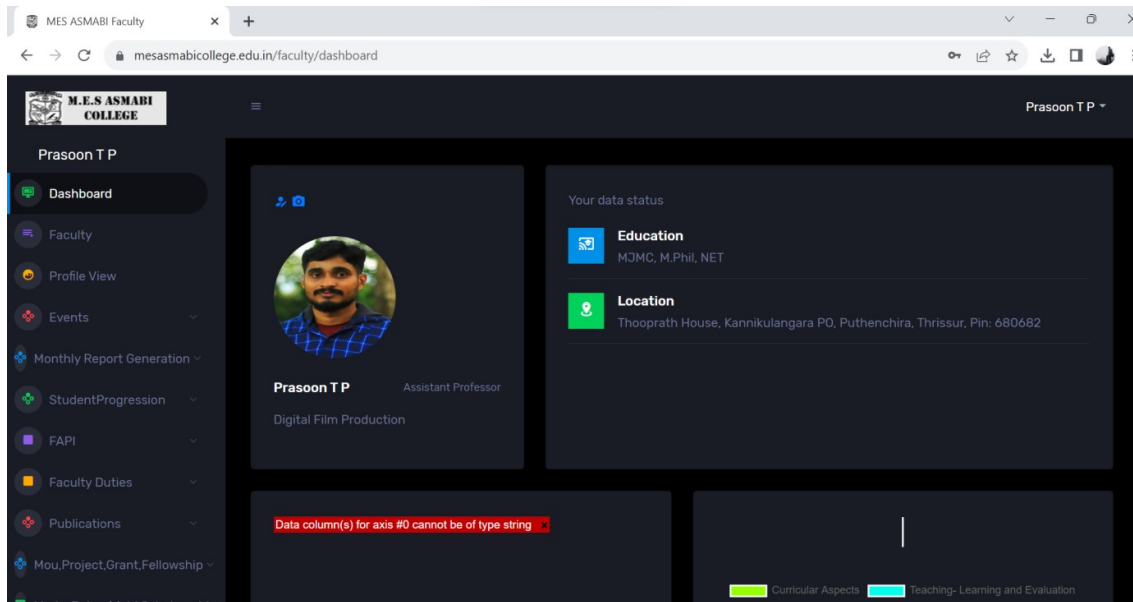 MES ASMABI Faculty
mesasmabicollege.edu.in/faculty/dashboard
M.E.S ASMABI
COLLEGE
Prasoon T P
Prasoon T P
Dashboard
Faculty
Profile View
Events
Monthly Report Generation
StudentProgression
FAPI
Faculty Duties
Publications
Mou,Project,Grant,Fellowship
Prasoon T P
Assistant Professor
Digital Film Production
Your data status
Education
MJMC, M.Phil, NET
Location
Thooprath House, Kannikulangara PO, Puthenchira, Thrissur, Pin: 680682
Data column(s) for axis #0 cannot be of type string ×
Curricular Aspects
Teaching- Learning and Evaluation